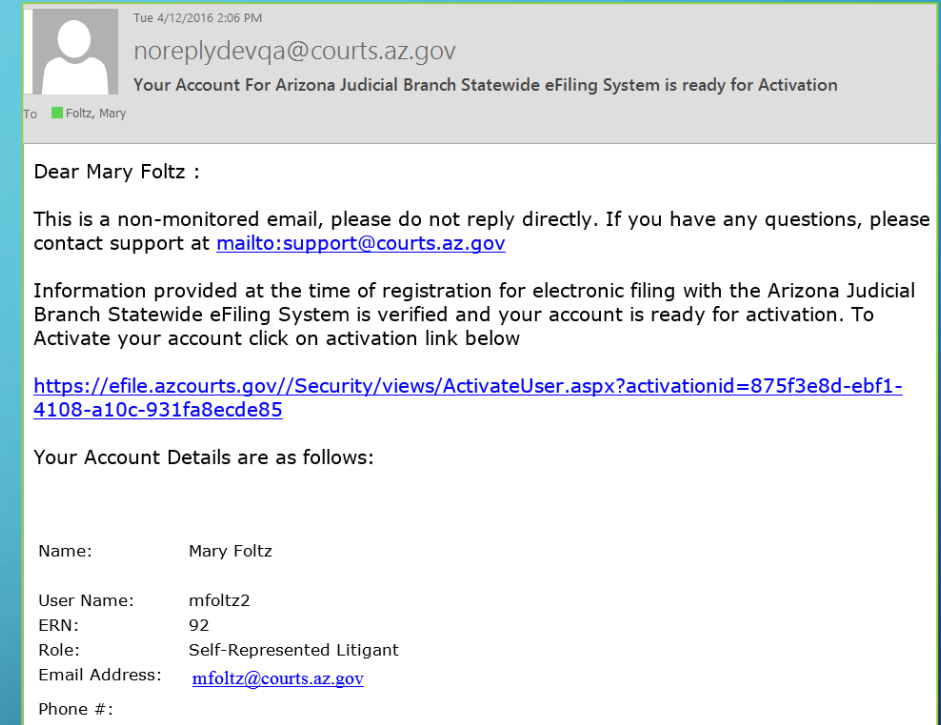 Tue 4/12/2016 2:06 PM
noreplydevqa@courts.az.gov
Your Account For Arizona Judicial Branch Statewide eFiling System is ready for Activation
To Foltz, Mary
Dear Mary Foltz :
This is a non-monitored email, please do not reply directly. If you have any questions, please
contact support at mailto:support@courts.az.gov
Information provided at the time of registration for electronic filing with the Arizona Judicial
Branch Statewide eFiling System is verified and your account is ready for activation. To
Activate your account click on activation link below
https://efile.azcourts.gov//Security/views/ActivateUser.aspx?activationid=875f3e8d-ebf1-
4108-a10c-931fa8ecde85
Your Account Details are as follows:
Name: Mary Foltz
User Name: mfoltz2
ERN: 92
Role: Self-Represented Litigant
Email Address: mfoltz@courts.az.gov
Phone #: